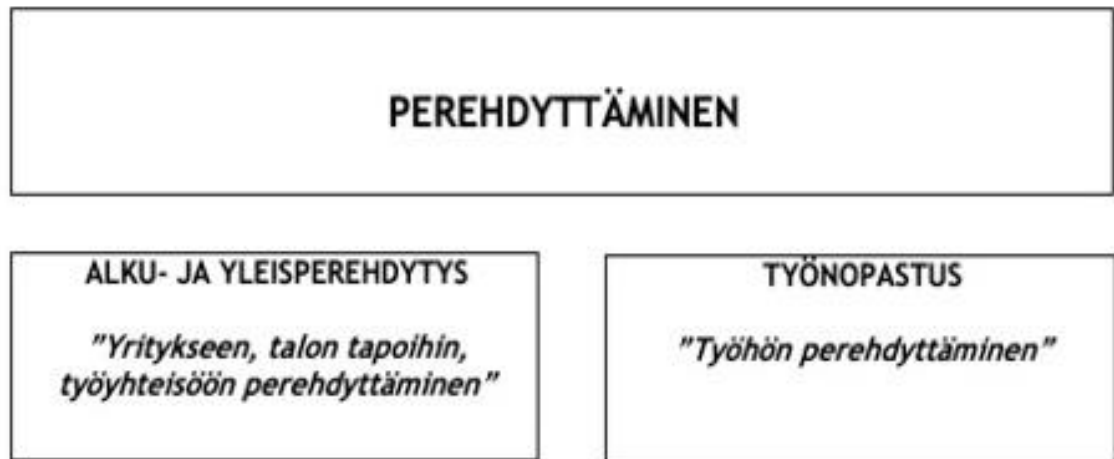 PEREHDYTTÄMINEN
ALKU- JA YLEISPEREHDYTYS
”Yritykseen, talon tapoihin,
työyhteisöön perehdyttäminen”
TYÖNOPASTUS
”Työhön perehdyttäminen”